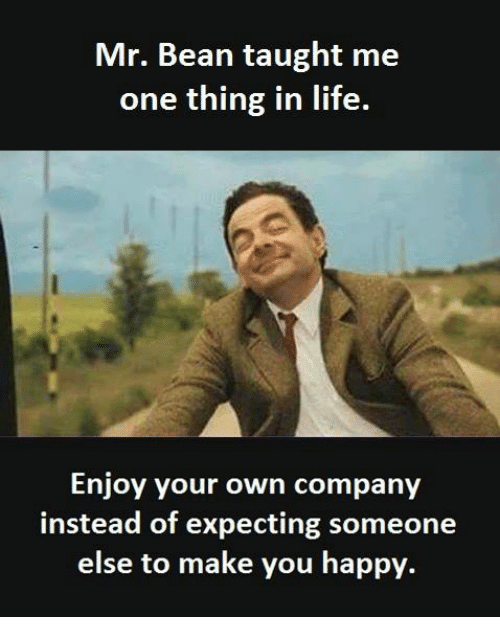 Mr. Bean taught me
one thing in life.
Enjoy your own company
instead of expecting someone
else to make you happy.